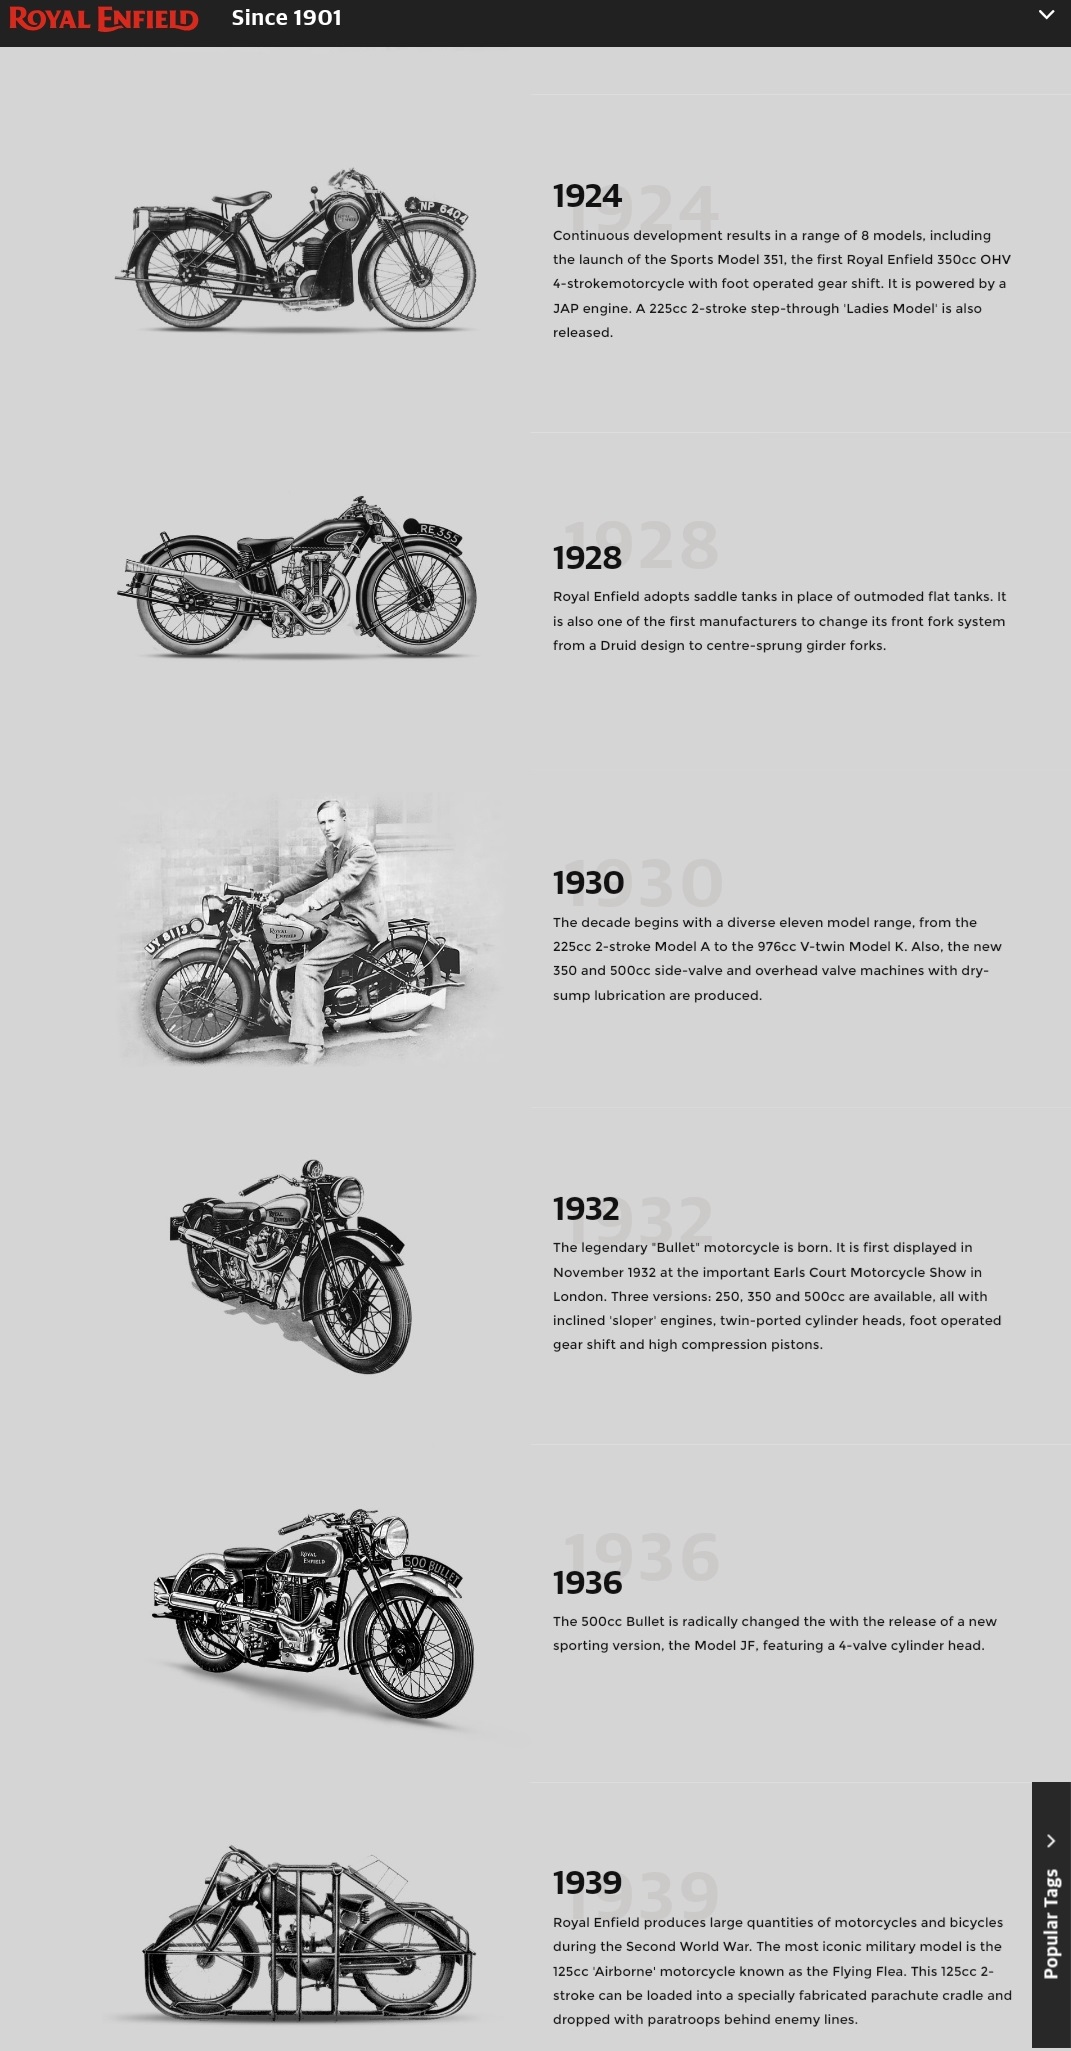 ROYAL ENFIELD Since 1901
1924
1924
NP 6404
Continuous development results in a range of 8 models, including
the launch of the Sports Model 351, the first Royal Enfield 350cc OHV
4-strokemotorcycle with foot operated gear shift. It is powered by a
JAP engine. A 225cc 2-stroke step-through 'Ladies Model' is also
released.
1928
1928
RE 355
Royal Enfield adopts saddle tanks in place of outmoded flat tanks. It
is also one of the first manufacturers to change its front fork system
from a Druid design to centre-sprung girder forks.
1930
1930
The decade begins with a diverse eleven model range, from the
225cc 2-stroke Model A to the 976cc V-twin Model K. Also, the new
350 and 500cc side-valve and overhead valve machines with dry-
sump lubrication are produced.
ROYAL
ENFIELD
UY 6113
1932
1932
ROYAL
ENFIELD
The legendary "Bullet" motorcycle is born. It is first displayed in
November 1932 at the important Earls Court Motorcycle Show in
London. Three versions: 250, 350 and 500cc are available, all with
inclined 'sloper' engines, twin-ported cylinder heads, foot operated
gear shift and high compression pistons.
1936
1936
ROYAL
ENFIELD
500 BULLET
The 500cc Bullet is radically changed the with the release of a new
sporting version, the Model JF, featuring a 4-valve cylinder head.
1939
1939
Royal Enfield produces large quantities of motorcycles and bicycles
during the Second World War. The most iconic military model is the
125cc 'Airborne' motorcycle known as the Flying Flea. This 125cc 2-
stroke can be loaded into a specially fabricated parachute cradle and
dropped with paratroops behind enemy lines.
Popular Tags